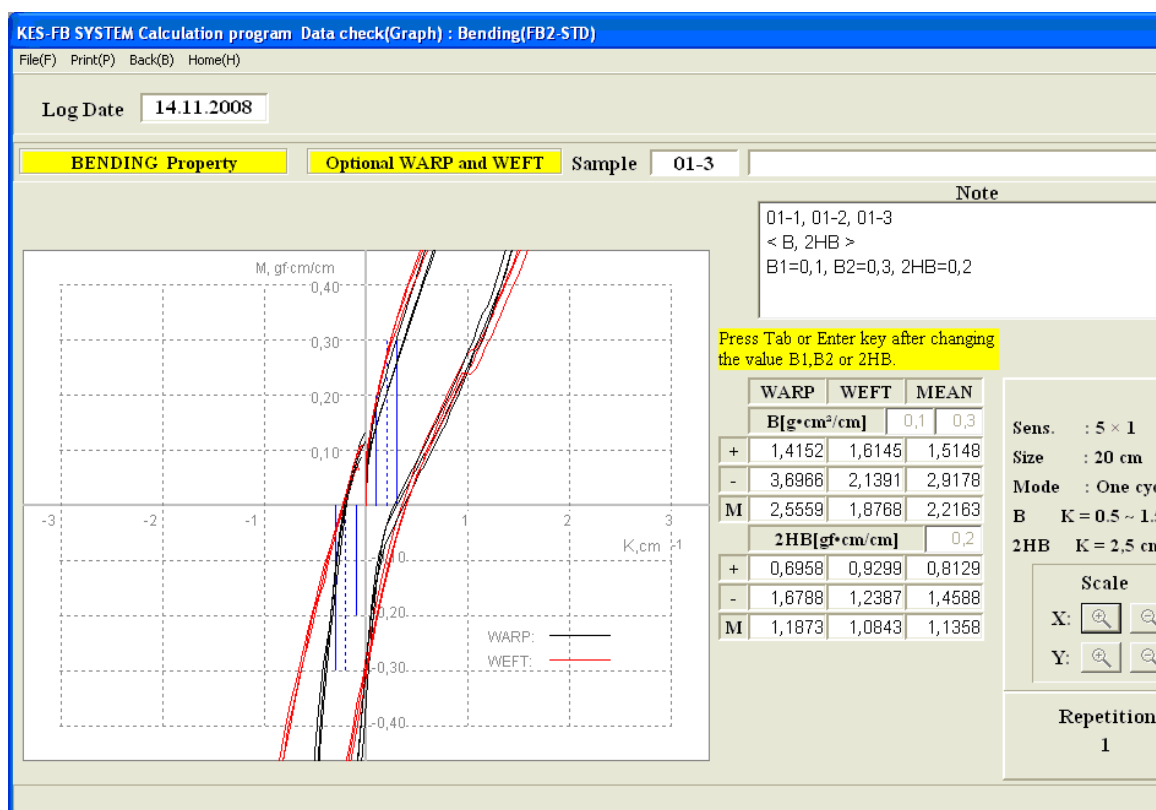 KES-FB SYSTEM Calculation program Data check(Graph) : Bending(FB2-STD)
File(F) Print(P) Back(B) Home(H)
Log Date 14.11.2008
BENDING Property Optional WARP and WEFT Sample 01-3
Note
01-1, 01-2, 01-3
< B, 2HB >
B1=0,1, B2=0,3, 2HB=0,2
M, gf·cm/cm
0,40
0,30
0,20
0,10
-3 -2 -1 1 2 3
K,cm -1
0,20
-0,30
-0,40
WARP:
WEFT:
Press Tab or Enter key after changing
the value B1,B2 or 2HB.
WARP WEFT MEAN
B[g•cm²/cm] 0,1 0,3
+ 1,4152 1,6145 1,5148
- 3,6966 2,1391 2,9178
M 2,5559 1,8768 2,2163
2HB[gf•cm/cm] 0,2
+ 0,6958 0,9299 0,8129
- 1,6788 1,2387 1,4588
M 1,1873 1,0843 1,1358
Sens. : 5 × 1
Size : 20 cm
Mode : One cyc
B K = 0.5 ~ 1.5
2HB K = 2,5 cm
Scale
X:
Y:
Repetition
1